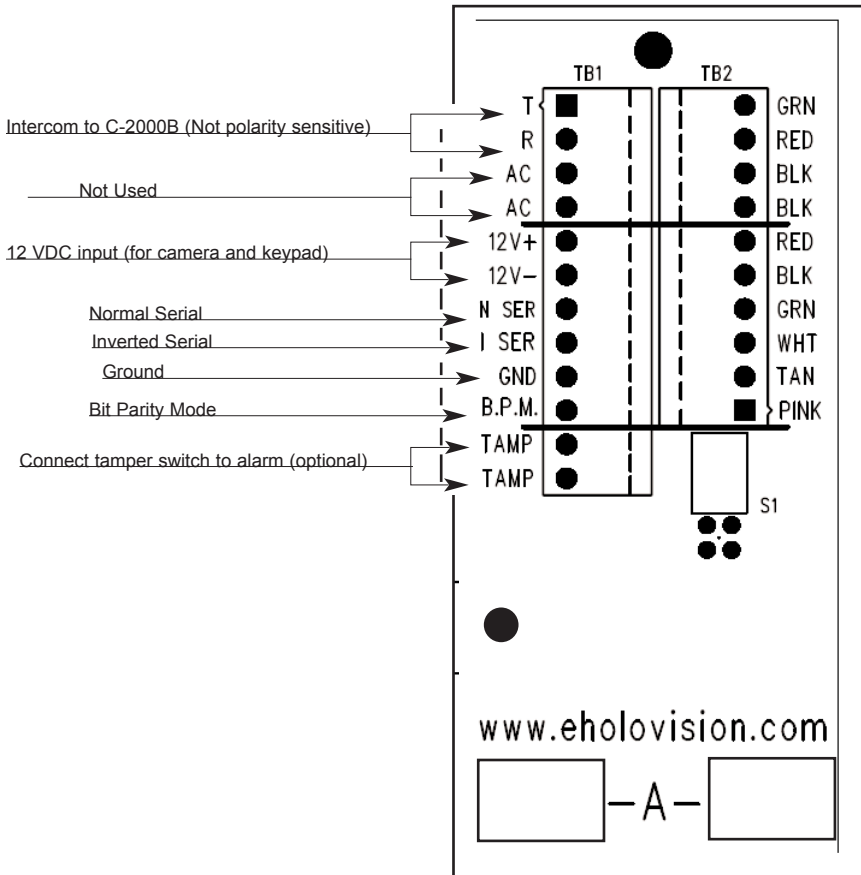 TB1
TB2
T
GRN
Intercom to C-2000B (Not polarity sensitive)
R
RED
AC
BLK
Not Used
AC
BLK
12 VDC input (for camera and keypad)
12V+
RED
12V-
BLK
Normal Serial
N SER
GRN
Inverted Serial
I SER
WHT
Ground
GND
TAN
Bit Parity Mode
B.P.M.
PINK
Connect tamper switch to alarm (optional)
TAMP
TAMP
S1
www.eholovision.com
-A-